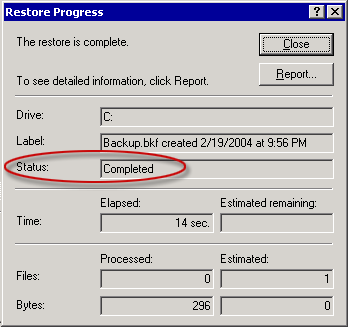 Restore Progress
The restore is complete.
Close
To see detailed information, click Report.
Report...
Drive: C:
Label: Backup.bkf created 2/19/2004 at 9:56 PM
Status: Completed
Elapsed: Estimated remaining:
Time: 14 sec.
Processed: Estimated:
Files: 0 1
Bytes: 296 0